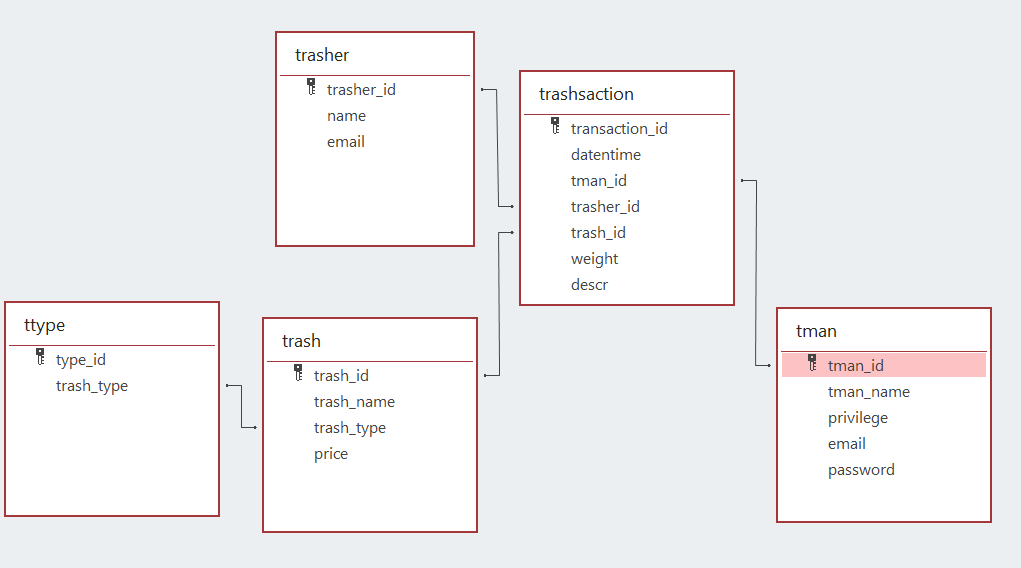 trasher
trasher_id
name
email
trashsaction
transaction_id
datentime
tman_id
trasher_id
trash_id
weight
descr
ttype
type_id
trash_type
trash
trash_id
trash_name
trash_type
price
tman
tman_id
tman_name
privilege
email
password